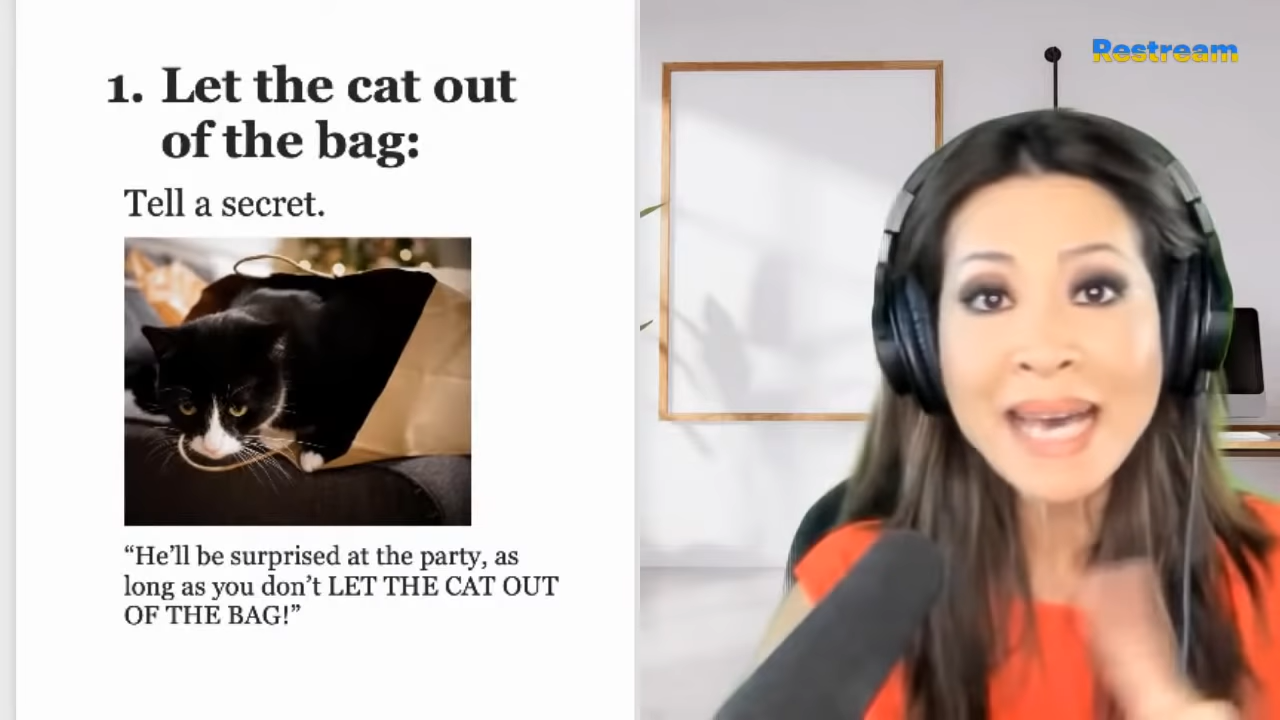 1. Let the cat out
of the bag:
Tell a secret.
“He’ll be surprised at the party, as
long as you don’t LET THE CAT OUT
OF THE BAG!”
Restream